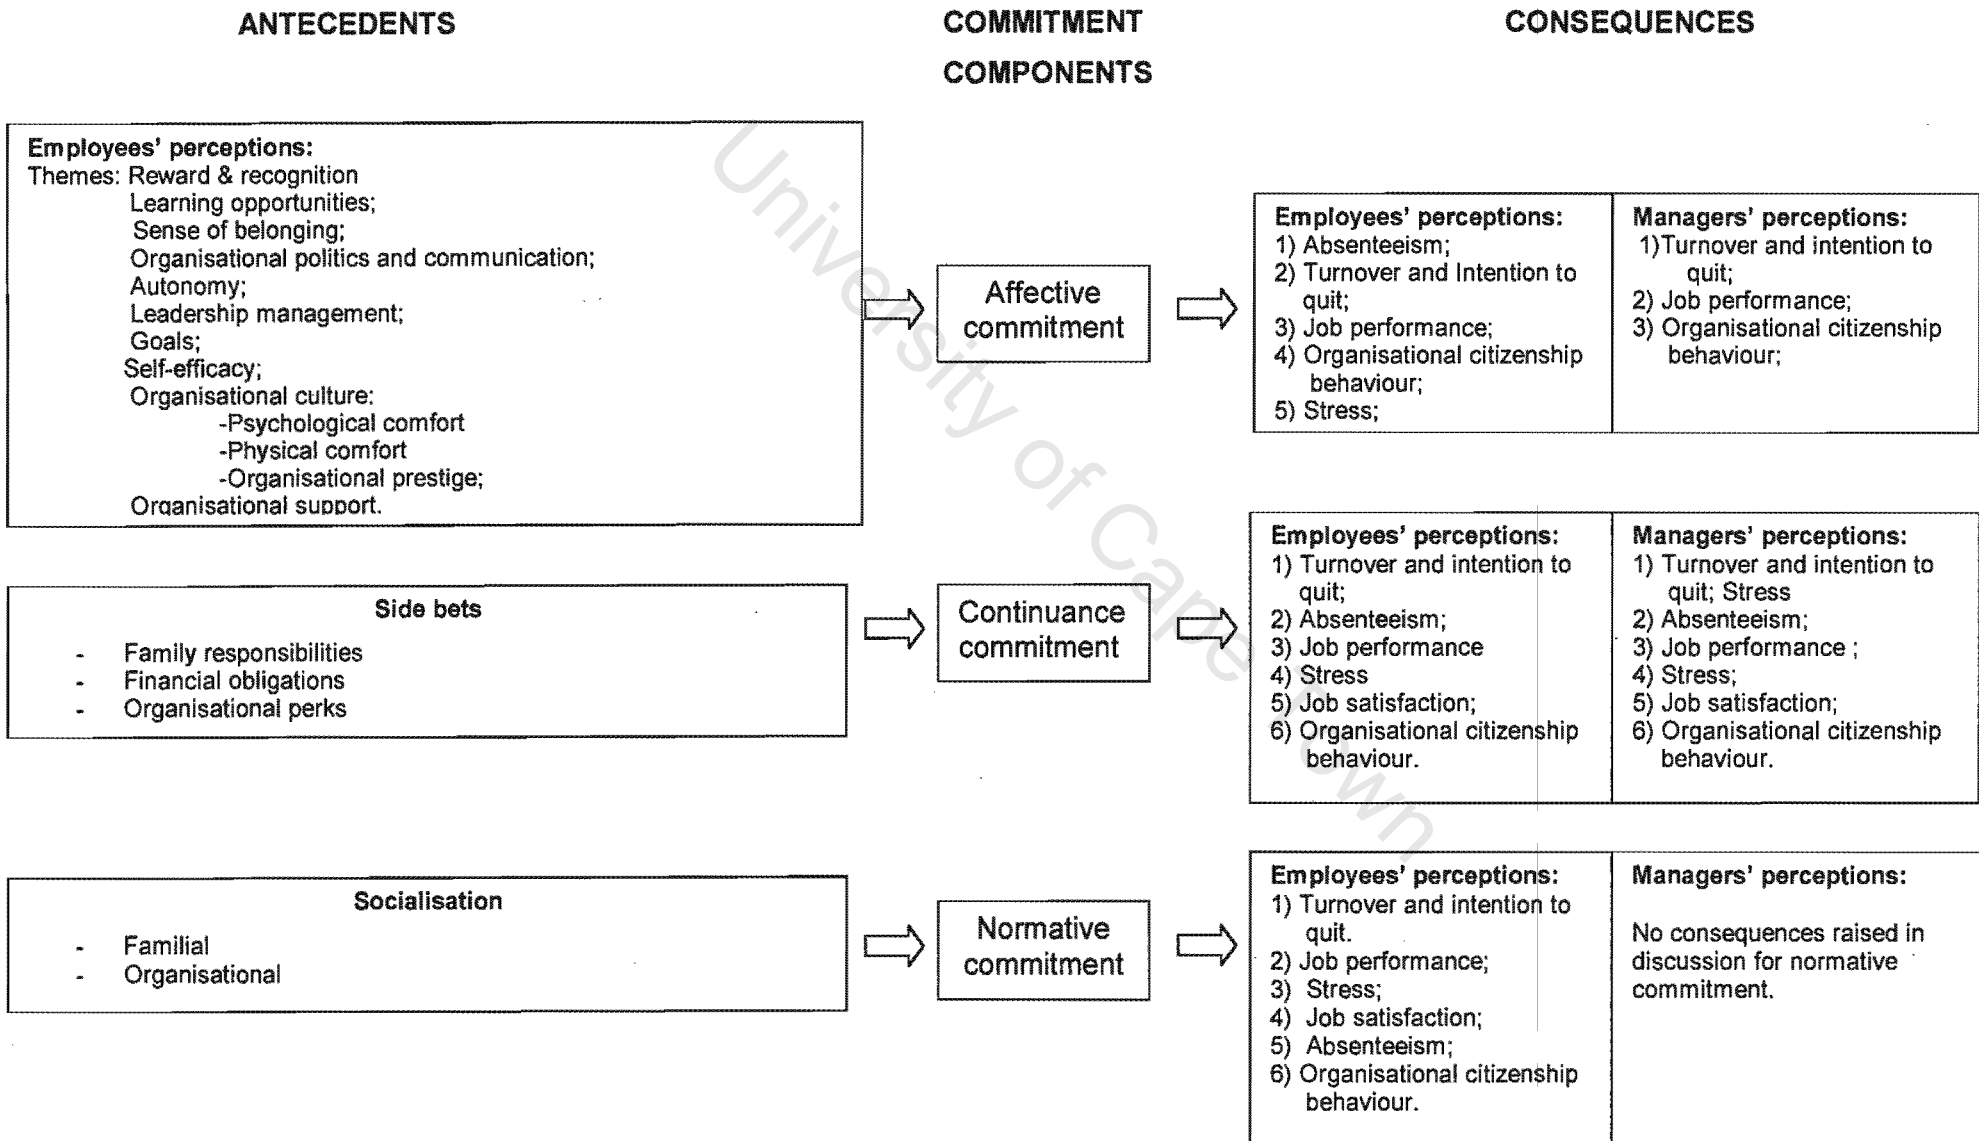 ANTECEDENTS
COMMITMENT
COMPONENTS
CONSEQUENCES
Employees' perceptions:
Themes: Reward & recognition
Learning opportunities;
Sense of belonging;
Organisational politics and communication;
Autonomy;
Leadership management;
Goals;
Self-efficacy;
Organisational culture:
-Psychological comfort
-Physical comfort
-Organisational prestige;
Organisational support.
Affective
commitment
Employees' perceptions:
1) Absenteeism;
2) Turnover and Intention to
quit;
3) Job performance;
4) Organisational citizenship
behaviour;
5) Stress;
Managers' perceptions:
1)Turnover and intention to
quit;
2) Job performance;
3) Organisational citizenship
behaviour;
Side bets
- Family responsibilities
- Financial obligations
- Organisational perks
Continuance
commitment
Employees' perceptions:
1) Turnover and intention to
quit;
2) Absenteeism;
3) Job performance
4) Stress
5) Job satisfaction;
6) Organisational citizenship
behaviour.
Managers' perceptions:
1) Turnover and intention to
quit; Stress
2) Absenteeism;
3) Job performance ;
4) Stress;
5) Job satisfaction;
6) Organisational citizenship
behaviour.
Socialisation
- Familial
- Organisational
Normative
commitment
Employees' perceptions:
1) Turnover and intention to
quit.
2) Job performance;
3) Stress;
4) Job satisfaction;
5) Absenteeism;
6) Organisational citizenship
behaviour.
Managers' perceptions:
No consequences raised in
discussion for normative
commitment.
University of Cape Town